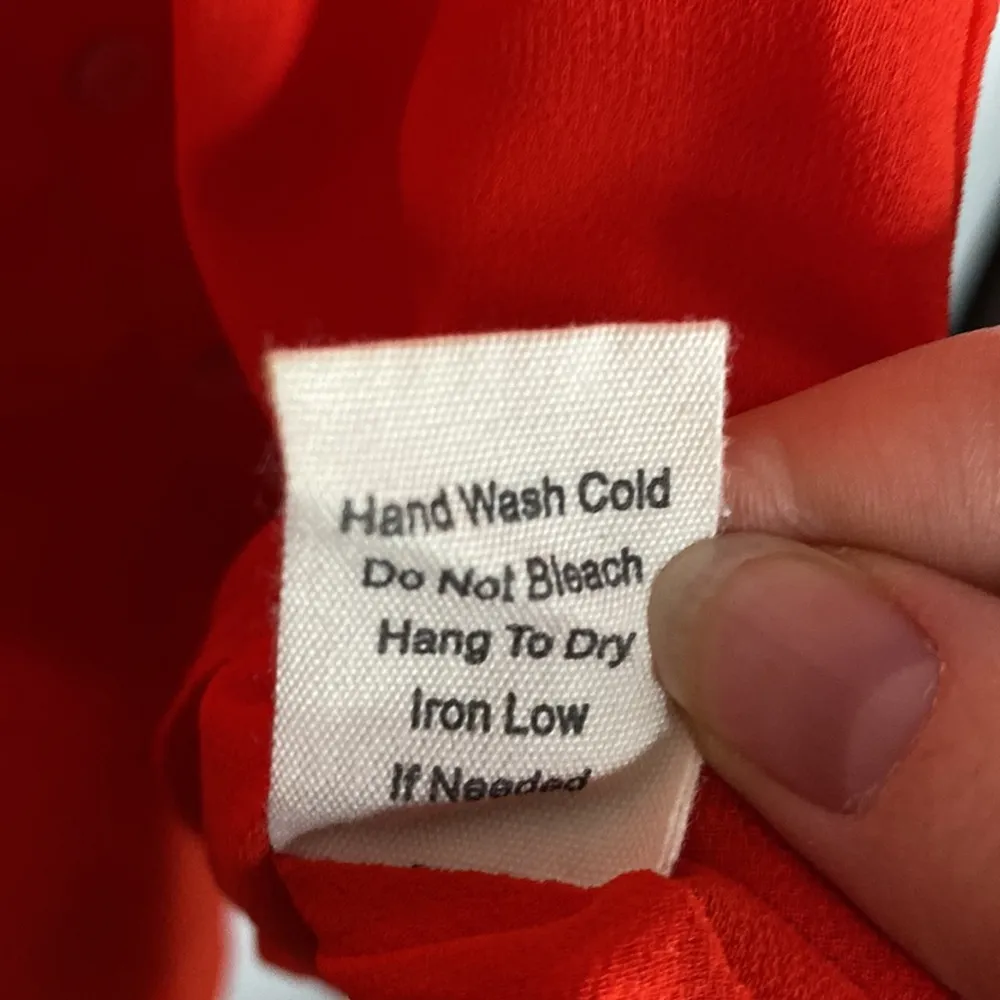 Hand Wash Cold
Do Not Bleach
Hang To Dry
Iron Low
If Needed